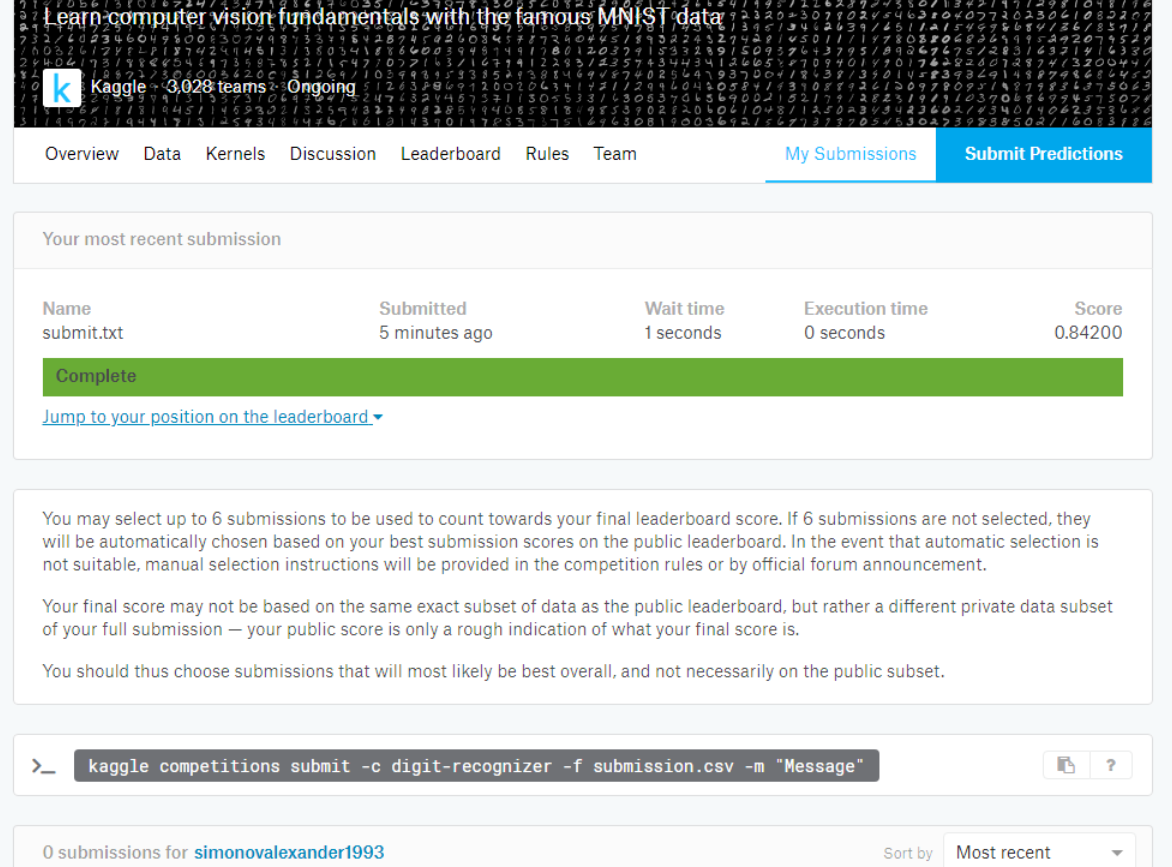 Learn computer vision fundamentals with the famous MNIST data
k
Kaggle · 3,028 teams · Ongoing
Overview Data Kernels Discussion Leaderboard Rules Team My Submissions Submit Predictions
Your most recent submission
Name Submitted Wait time Execution time Score
submit.txt 5 minutes ago 1 seconds 0 seconds 0.84200
Complete
Jump to your position on the leaderboard
You may select up to 6 submissions to be used to count towards your final leaderboard score. If 6 submissions are not selected, they
will be automatically chosen based on your best submission scores on the public leaderboard. In the event that automatic selection is
not suitable, manual selection instructions will be provided in the competition rules or by official forum announcement.
Your final score may not be based on the same exact subset of data as the public leaderboard, but rather a different private data subset
of your full submission — your public score is only a rough indication of what your final score is.
You should thus choose submissions that will most likely be best overall, and not necessarily on the public subset.
>_ kaggle competitions submit -c digit-recognizer -f submission.csv -m "Message" ?
0 submissions for simonovalexander1993 Sort by Most recent